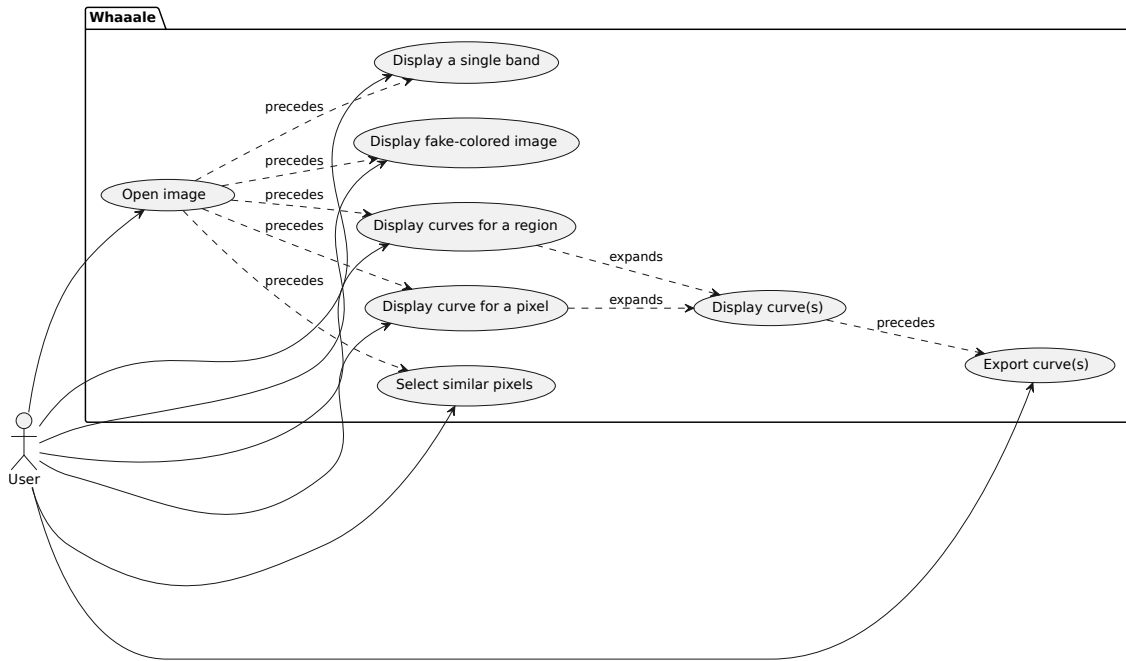 Whaaale
Display a single band
precedes
Display fake-colored image
precedes
Open image
precedes
Display curves for a region
precedes
expands
precedes
Display curve for a pixel
expands
Display curve(s)
precedes
Export curve(s)
Select similar pixels
User